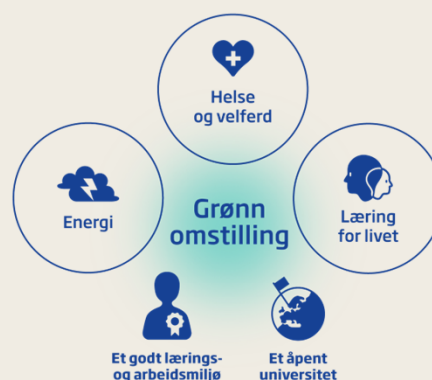 Helse
og velferd
Energi
Grønn
omstilling
Læring
for livet
Et godt lærings-
og arbeidsmiljø
Et åpent
universitet